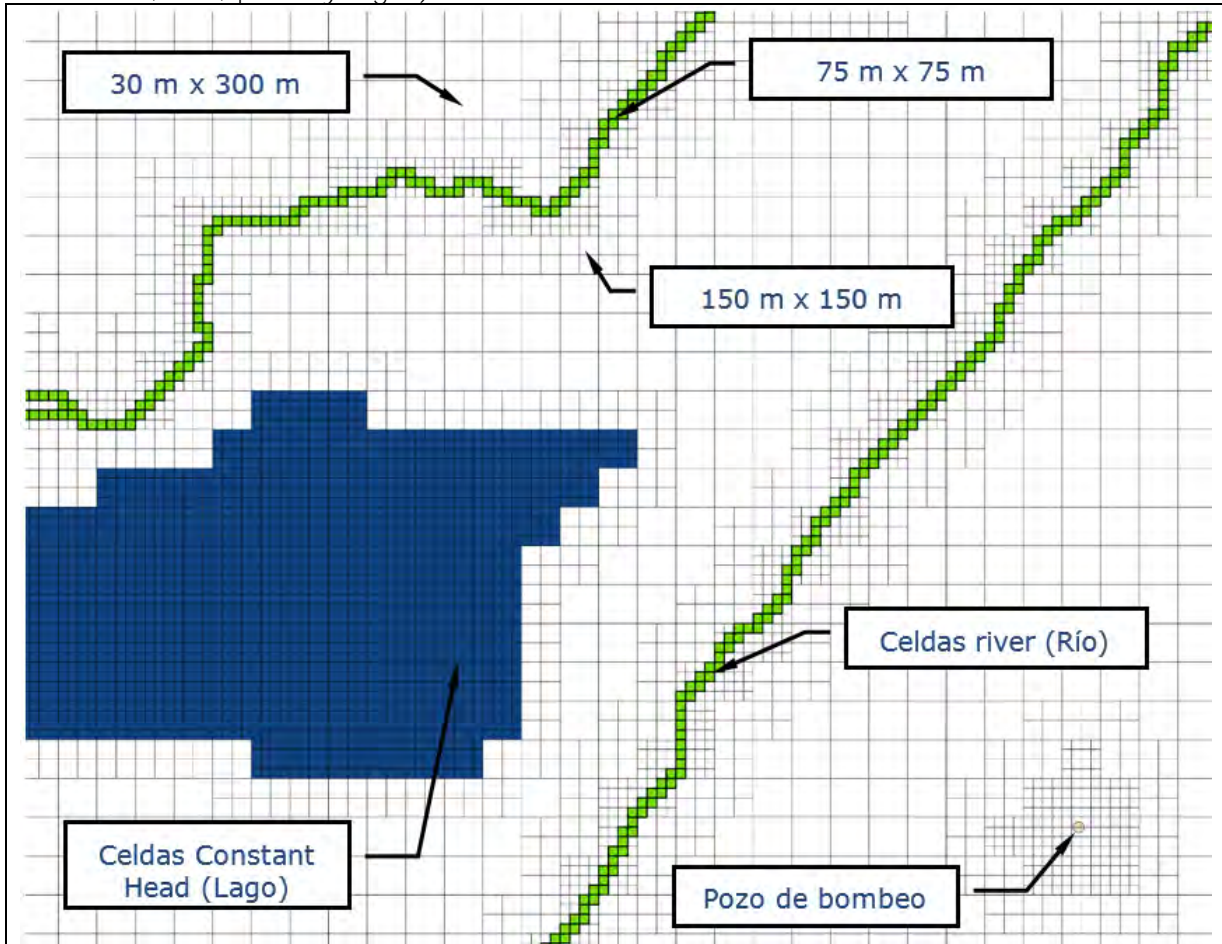 30 m x 300 m
75 m x 75 m
150 m x 150 m
Celdas river (Río)
Celdas Constant
Head (Lago)
Pozo de bombeo